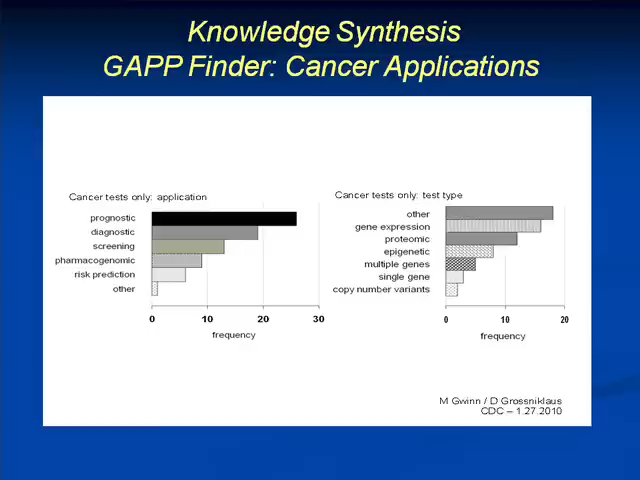 Knowledge Synthesis
GAPP Finder: Cancer Applications
Cancer tests only: application
prognostic
diagnostic
screening
pharmacogenomic
risk prediction
other
0 10 20 30
frequency
Cancer tests only: test type
other
gene expression
proteomic
epigenetic
multiple genes
single gene
copy number variants
0 10 20
frequency
M Gwinn / D Grossniklaus
CDC – 1.27.2010